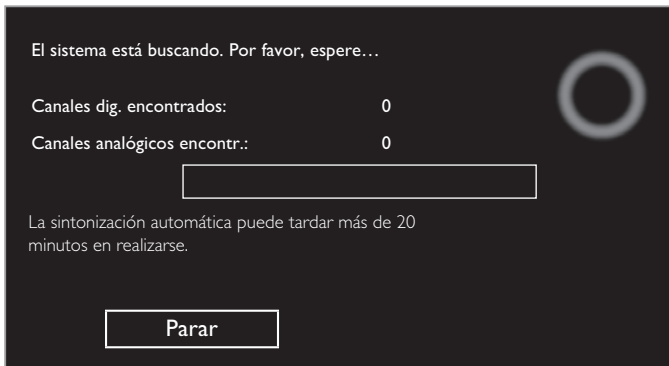 El sistema está buscando. Por favor, espere…
Canales dig. encontrados: 0
Canales analógicos encontr.: 0
La sintonización automática puede tardar más de 20
minutos en realizarse.
Parar